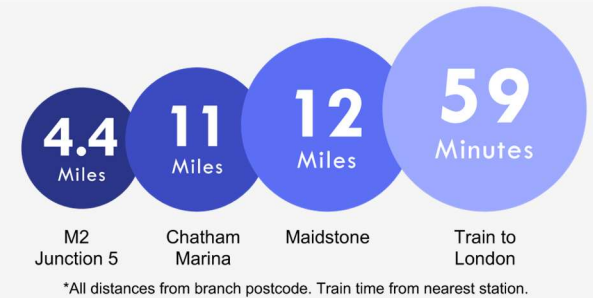 4.4
Miles
11
Miles
12
Miles
59
Minutes
M2
Junction 5
Chatham
Marina
Maidstone
Train to
London
*All distances from branch postcode. Train time from nearest station.